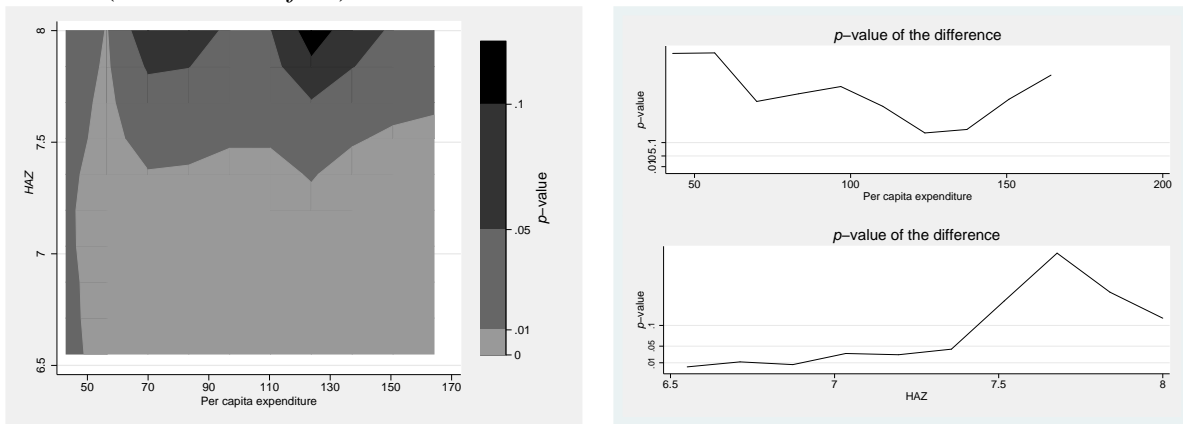 8
7.5
7
6.5
HAZ
50 70 90 110 130 150 170
Per capita expenditure
.1
.05
.01
0
p–value
p–value of the difference
p–value
.01 .05 .1
50 100 150 200
Per capita expenditure
p–value of the difference
p–value
.01 .05 .1
6.5 7 7.5 8
HAZ